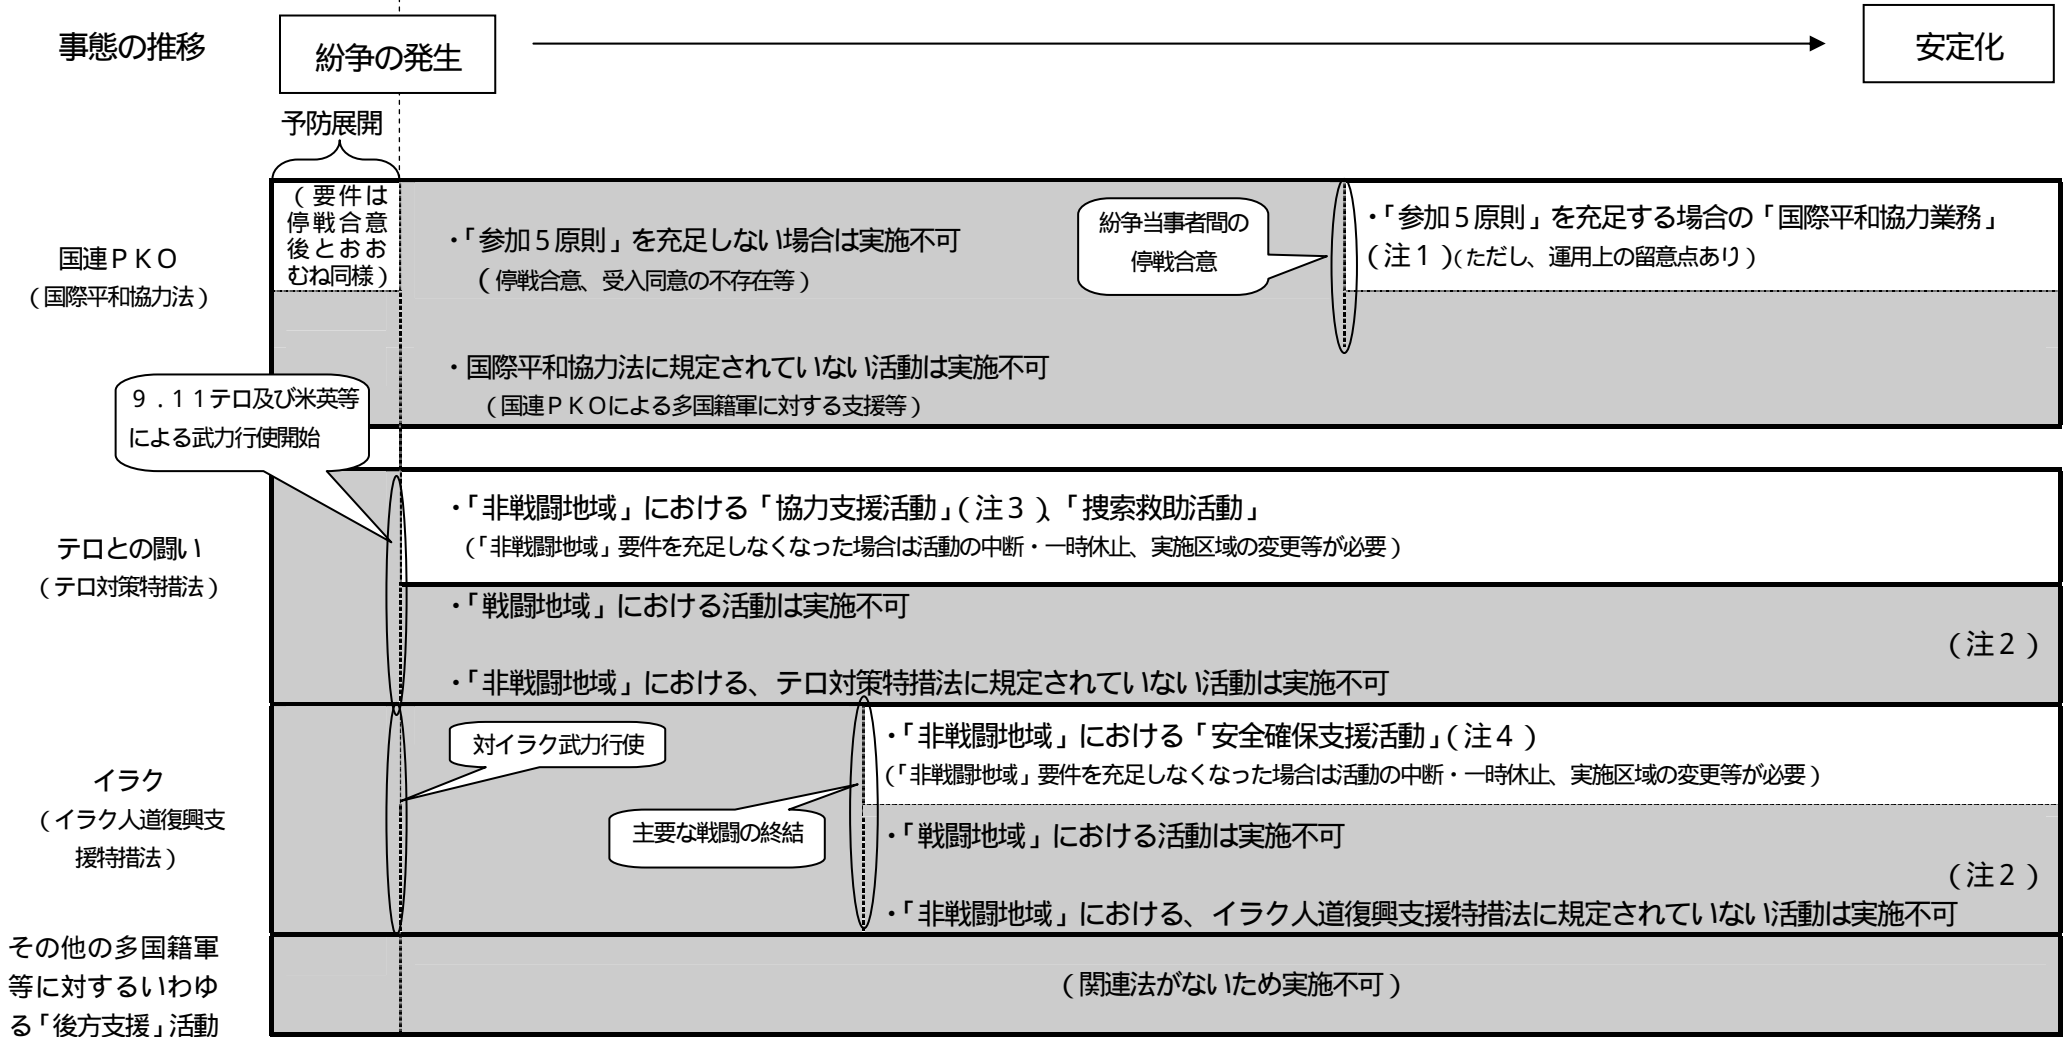 事態の推移
紛争の発生
安定化
予防展開
国連ＰＫＯ
（国際平和協力法）
（要件は
停戦合意
後とおお
むね同様）
・「参加５原則」を充足しない場合は実施不可
（停戦合意、受入同意の不存在等）
紛争当事者間の
停戦合意
・「参加５原則」を充足する場合の「国際平和協力業務」
（注１）（ただし、運用上の留意点あり）
・国際平和協力法に規定されていない活動は実施不可
（国連ＰＫＯによる多国籍軍に対する支援等）
９．１１テロ及び米英等
による武力行使開始
テロとの闘い
（テロ対策特措法）
・「非戦闘地域」における「協力支援活動」（注３）、「捜索救助活動」
（「非戦闘地域」要件を充足しなくなった場合は活動の中断・一時休止、実施区域の変更等が必要）
・「戦闘地域」における活動は実施不可
（注２）
・「非戦闘地域」における、テロ対策特措法に規定されていない活動は実施不可
イラク
（イラク人道復興支
援特措法）
対イラク武力行使
主要な戦闘の終結
・「非戦闘地域」における「安全確保支援活動」（注４）
（「非戦闘地域」要件を充足しなくなった場合は活動の中断・一時休止、実施区域の変更等が必要）
・「戦闘地域」における活動は実施不可
（注２）
・「非戦闘地域」における、イラク人道復興支援特措法に規定されていない活動は実施不可
その他の多国籍軍
等に対するいわゆ
る「後方支援」活動
（関連法がないため実施不可）